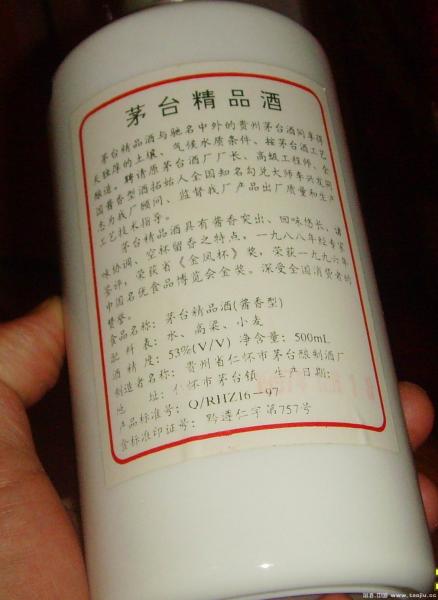 茅台精品酒
茅台精品酒与驰名中外的贵州茅台酒同享得
天独厚的土壤、气候水质条件、按茅台酒工艺
酿造。聘请原茅台酒厂厂长、高级工程师、全
国酱香型酒拓始人全国知名勾兑大师李兴发同
志为我厂顾问、监督我厂产品出厂质量和生产
工艺技术指导。
茅台精品酒具有酱香突出、回味悠长、谐
味协调、空杯留香之特点，一九八八年经专家
签评，荣获省《金凤杯》奖，荣获一九九六年
中国名优食品博览会金奖。深受全国消费者的
赞誉。
食品名称：茅台精品酒(酱香型)
配料表：水、高粱、小麦
酒精度：53%(V/V) 净含量：500mL
制造者名称：贵州省仁怀市茅台酿制酒厂
地址：仁怀市茅台镇 生产日期：
产品标准号：Q/RHZ16-97
食标准印证号：黔遵仁字第757号
www.taojiu.cc